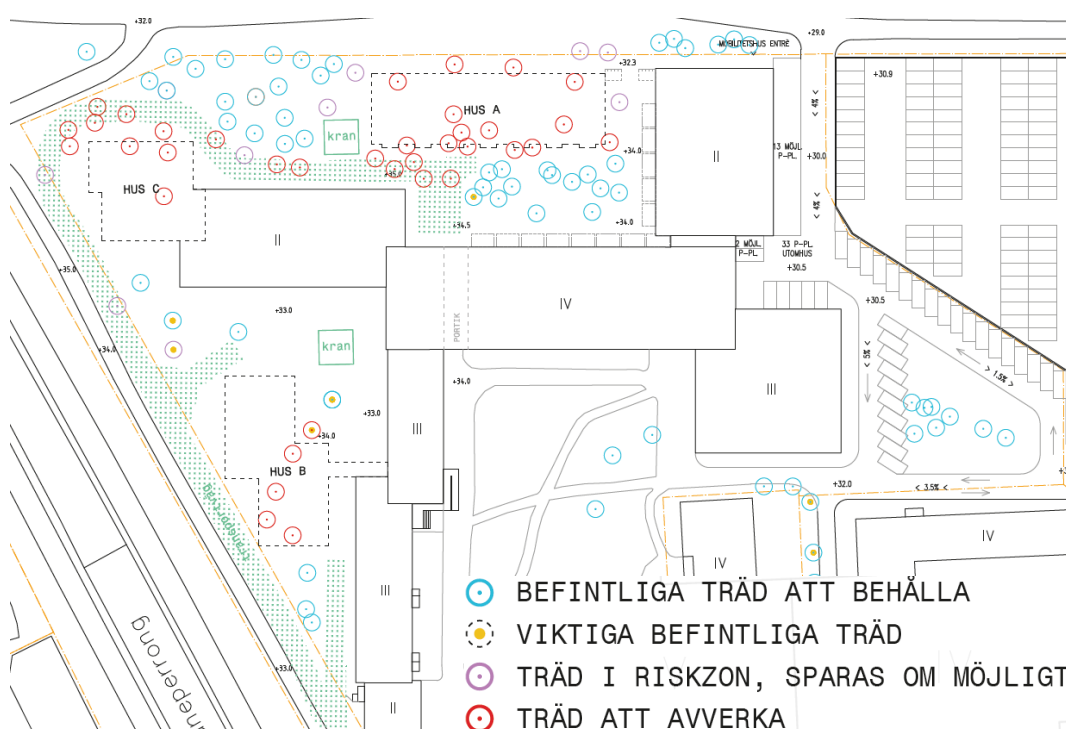 +32.0
MOBILITETSHUS ENTRÉ
+29.0
+32.3
+30.9
< 4% <
HUS A
kran
II
13 MÖJL
P-PL
+30.0
+34.0
+35.0
HUS C
< 4% <
+34.5
+34.0
II
2 MÖJL
P-PL
33 P-PL
UTOMHUS
+30.5
+35.0
IV
+30.5
+33.0
PORTIK
kran
+34.0
< 5% <
> 1.5% >
+34.0
III
+33.0
+34.0
III
HUS B
+32.0
< 3.5% <
transportväg
IV
IV
III
BEFINTLIGA TRÄD ATT BEHÅLLA
VIKTIGA BEFINTLIGA TRÄD
TRÄD I RISKZON, SPARAS OM MÖJLIGT
TRÄD ATT AVVERKA
+33.0
II
neperrong